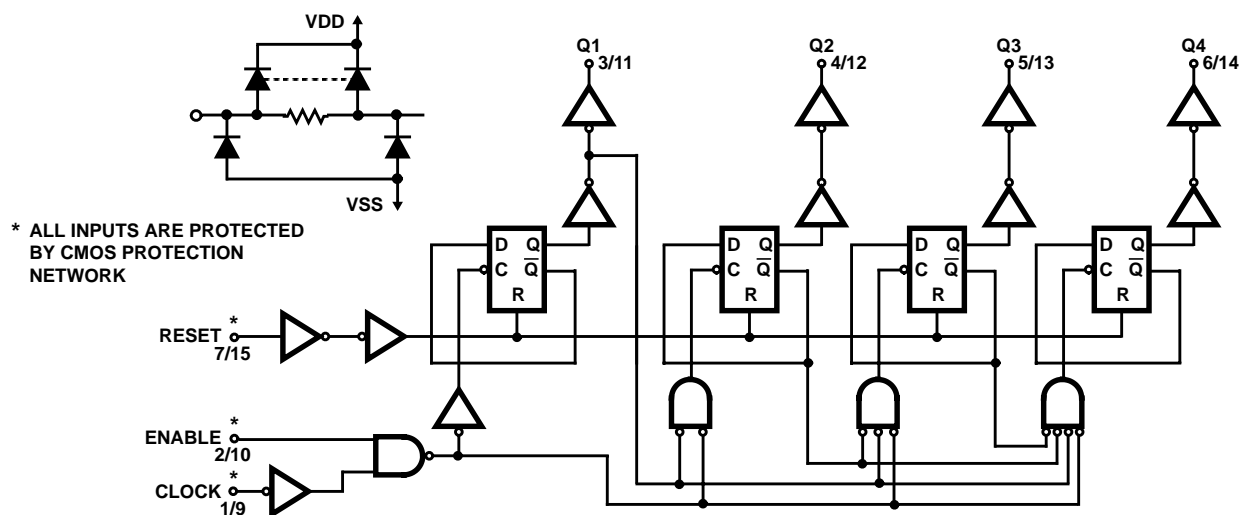 VDD
VSS
* ALL INPUTS ARE PROTECTED
BY CMOS PROTECTION
NETWORK
Q1
3/11
Q2
4/12
Q3
5/13
Q4
6/14
D Q
C Q
R
D Q
C Q
R
D Q
C Q
R
D Q
C Q
R
*
RESET
7/15
*
ENABLE
2/10
*
CLOCK
1/9